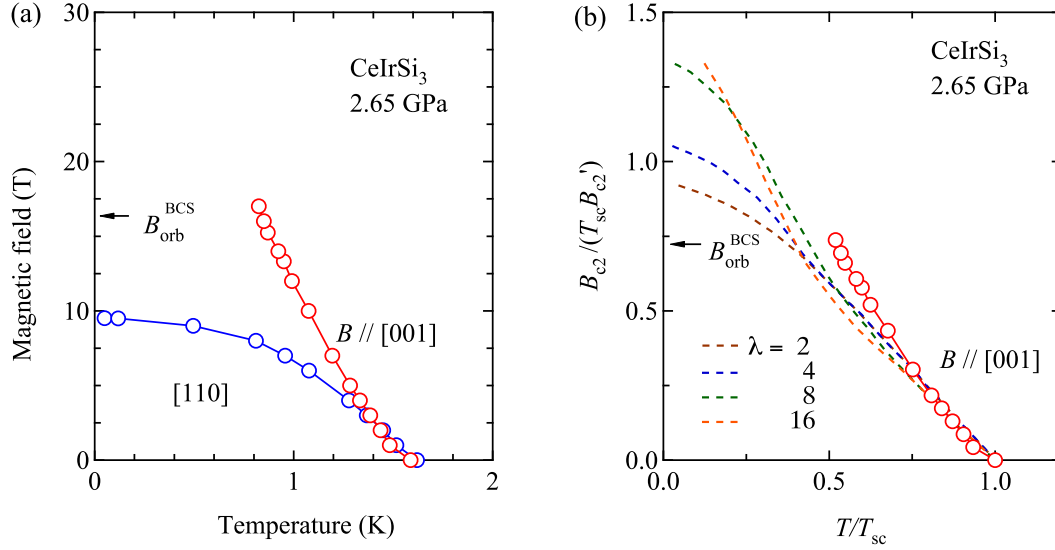 (a)
CeIrSi₃
2.65 GPa
B_orb^BCS
B // [001]
[110]
Magnetic field (T)
30
20
10
0
0
1
2
Temperature (K)
(b)
CeIrSi₃
2.65 GPa
B_orb^BCS
λ = 2
4
8
16
B // [001]
B_c2/(T_sc B_c2')
1.5
1.0
0.5
0.0
0
0.5
1.0
T/T_sc